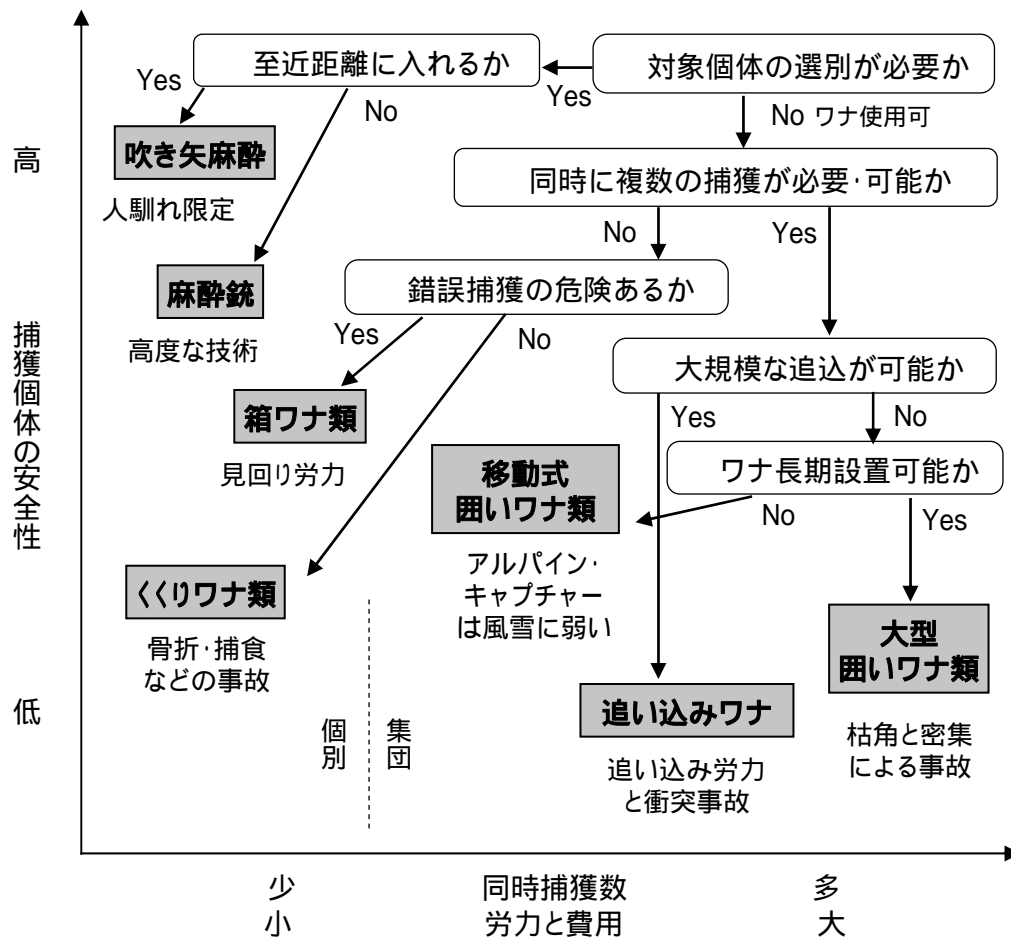 至近距離に入れるか
対象個体の選別が必要か
Yes
Yes
No
No ワナ使用可
高
吹き矢麻酔
人馴れ限定
同時に複数の捕獲が必要・可能か
No
Yes
麻酔銃
高度な技術
錯誤捕獲の危険あるか
Yes
No
捕獲個体の安全性
大規模な追込が可能か
箱ワナ類
見回り労力
Yes
No
移動式
囲いワナ類
ワナ長期設置可能か
No
Yes
アルパイン・
キャプチャー
は風雪に弱い
くくりワナ類
骨折・捕食
などの事故
大型
囲いワナ類
枯角と密集
による事故
低
追い込みワナ
追い込み労力
と衝突事故
個別
集団
少
同時捕獲数
多
小
労力と費用
大